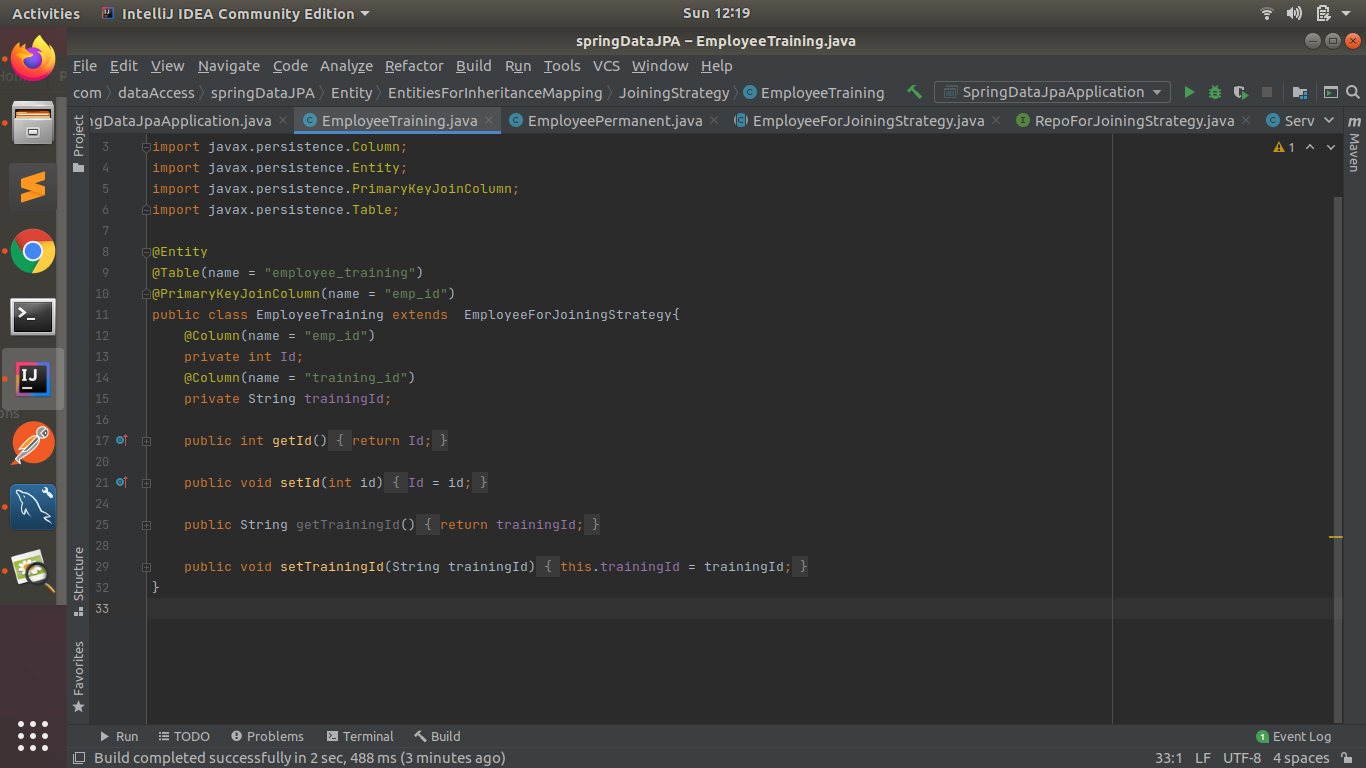 Activities IntelliJ IDEA Community Edition Sun 12:19
springDataJPA – EmployeeTraining.java
File Edit View Navigate Code Analyze Refactor Build Run Tools VCS Window Help
com dataAccess springDataJPA Entity EntitiesForInheritanceMapping JoiningStrategy EmployeeTraining SpringDataJpaApplication
ngDataJpaApplication.java EmployeeTraining.java EmployeePermanent.java EmployeeForJoiningStrategy.java RepoForJoiningStrategy.java Serv
Project
Structure
Favorites
3 import javax.persistence.Column;
4 import javax.persistence.Entity;
5 import javax.persistence.PrimaryKeyJoinColumn;
6 import javax.persistence.Table;
7
8 @Entity
9 @Table(name = "employee_training")
10 @PrimaryKeyJoinColumn(name = "emp_id")
11 public class EmployeeTraining extends  EmployeeForJoiningStrategy{
12 @Column(name = "emp_id")
13 private int Id;
14 @Column(name = "training_id")
15 private String trainingId;
16
17 public int getId() { return Id; }
20
21 public void setId(int id) { Id = id; }
24
25 public String getTrainingId() { return trainingId; }
28
29 public void setTrainingId(String trainingId) { this.trainingId = trainingId; }
32 }
33
1
m Maven
Run TODO Problems Terminal Build 1 Event Log
Build completed successfully in 2 sec, 488 ms (3 minutes ago) 33:1 LF UTF-8 4 spaces